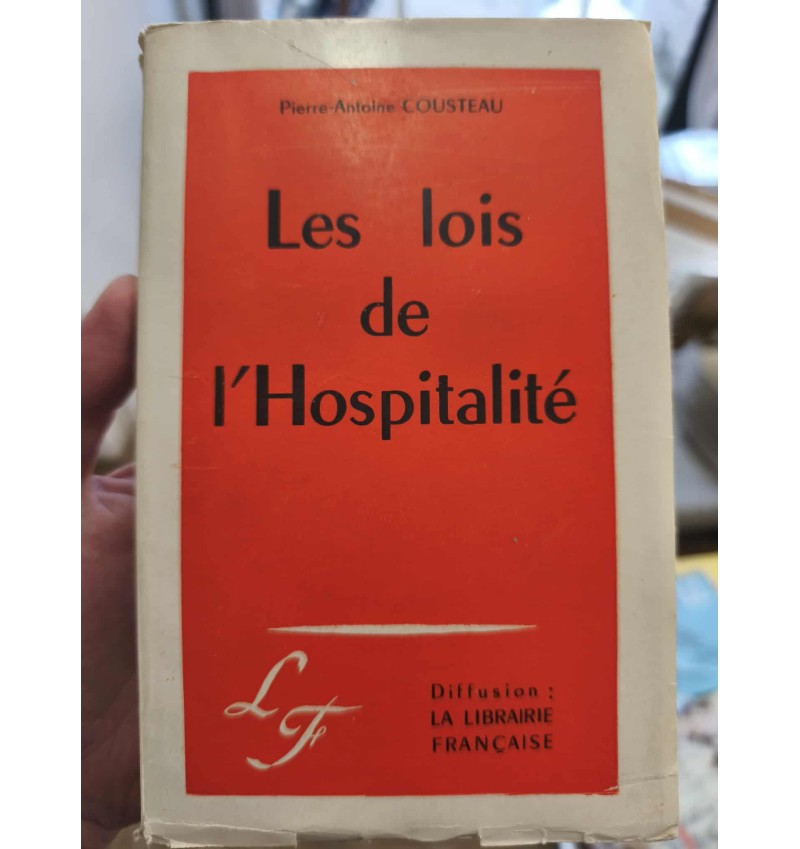 Pierre-Antoine COUSTEAU
Les lois
de
l'Hospitalité
LF
Diffusion :
LA LIBRAIRIE
FRANÇAISE